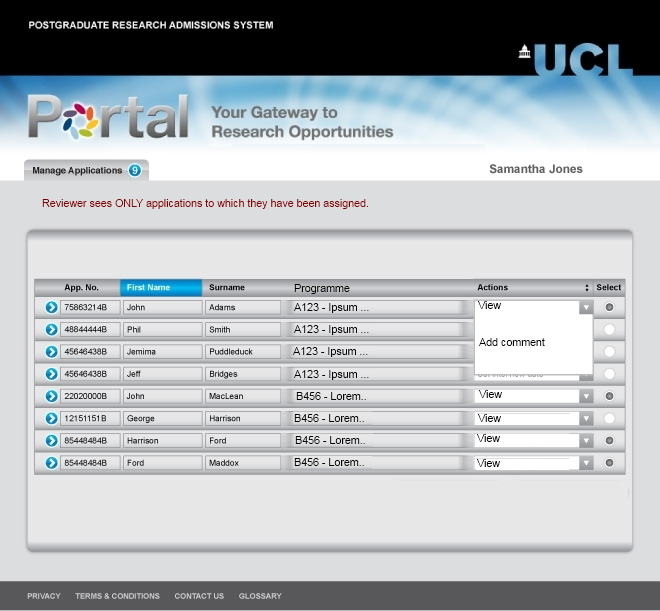 POSTGRADUATE RESEARCH ADMISSIONS SYSTEM
UCL
Portal
Your Gateway to
Research Opportunities
Manage Applications 9
Samantha Jones
Reviewer sees ONLY applications to which they have been assigned.
App. No. First Name Surname Programme Actions Select
75863214B John Adams A123 - Ipsum ... View
48844444B Phil Smith A123 - Ipsum ...
Add comment
45646438B Jemima Puddleduck A123 - Ipsum ...
45646438B Jeff Bridges A123 - Ipsum ...
22020000B John MacLean B456 - Lorem.. View
12151151B George Harrison B456 - Lorem.. View
85448484B Harrison Ford B456 - Lorem.. View
85448484B Ford Maddox B456 - Lorem.. View
PRIVACY TERMS & CONDITIONS CONTACT US GLOSSARY